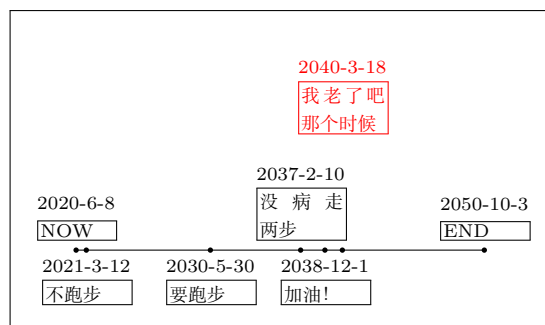 2040-3-18
我老了吧
那个时候
2037-2-10
没病走
两步
2020-6-8
NOW
2050-10-3
END
2021-3-12
不跑步
2030-5-30
要跑步
2038-12-1
加油！